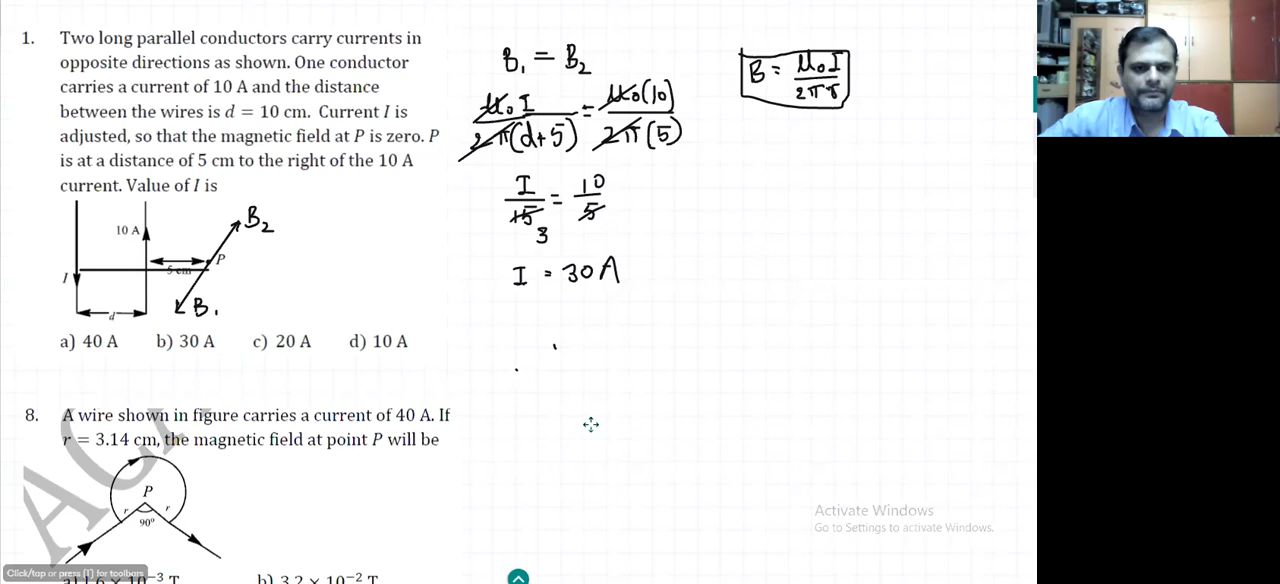 1. Two long parallel conductors carry currents in
opposite directions as shown. One conductor
carries a current of 10 A and the distance
between the wires is d = 10 cm. Current I is
adjusted, so that the magnetic field at P is zero. P
is at a distance of 5 cm to the right of the 10 A
current. Value of I is
10 A
B₂
P
I
5 cm
B₁
d
a) 40 A b) 30 A c) 20 A d) 10 A
B₁ = B₂
μ₀ I / 2π(d+5) = μ₀(10) / 2π(5)
I / 15 = 10 / 5
3
I = 30 A
B = μ₀ I / 2πr
8. A wire shown in figure carries a current of 40 A. If
r = 3.14 cm, the magnetic field at point P will be
P
r r
90°
b) 3.2 × 10⁻² T
Click/tap or press [1] for toolbars
⁻³ T
Activate Windows
Go to Settings to activate Windows.